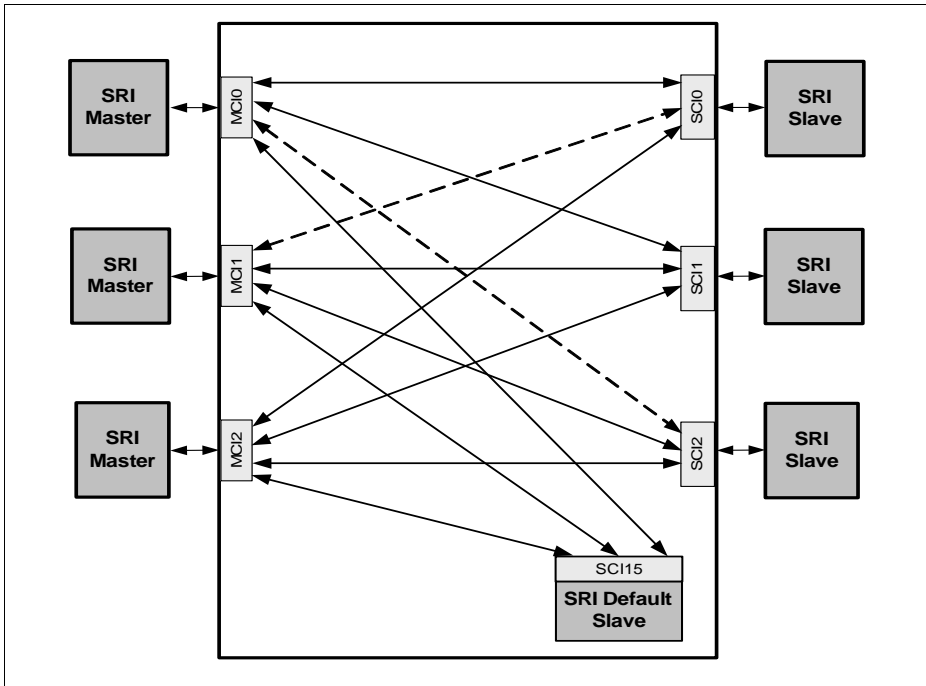 SRI
Master
MCI0
SCI0
SRI
Slave
SRI
Master
MCI1
SCI1
SRI
Slave
SRI
Master
MCI2
SCI2
SRI
Slave
SCI15
SRI Default
Slave